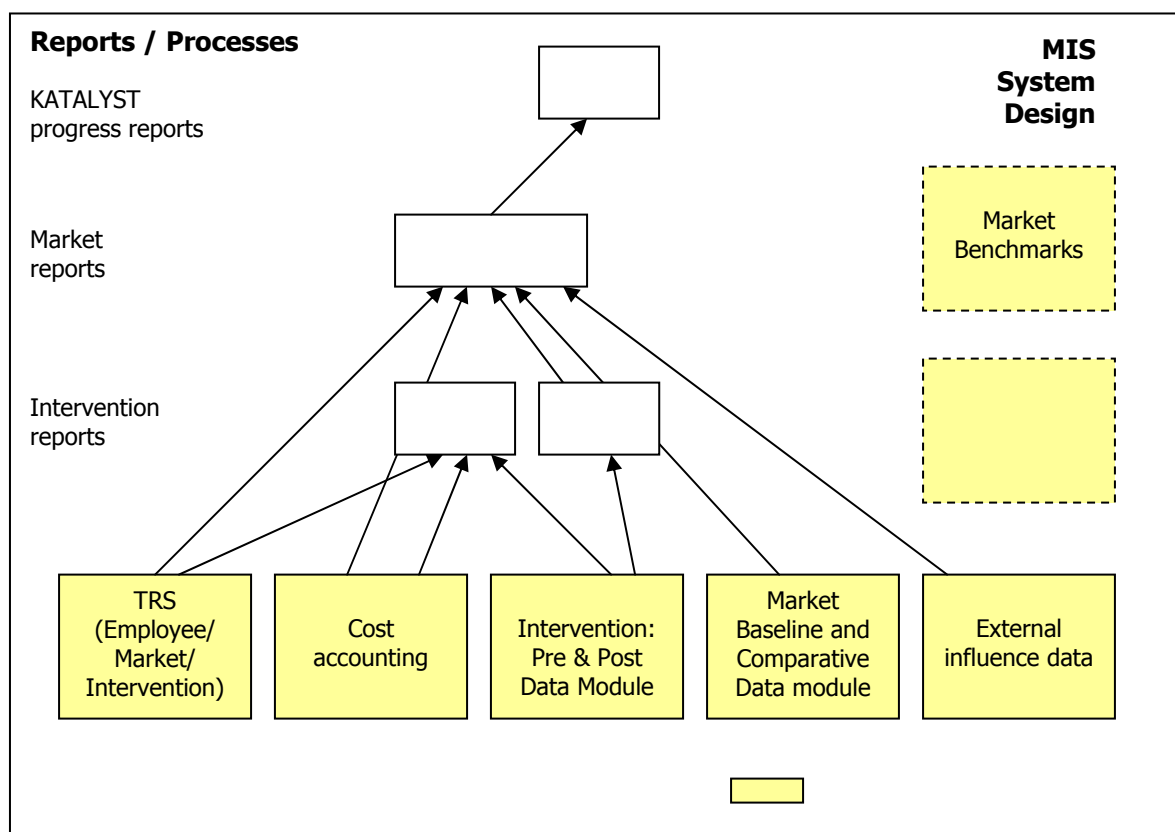 Reports / Processes
MIS
System
Design
KATALYST
progress reports
Market
reports
Market
Benchmarks
Intervention
reports
TRS
(Employee/
Market/
Intervention)
Cost
accounting
Intervention:
Pre & Post
Data Module
Market
Baseline and
Comparative
Data module
External
influence data